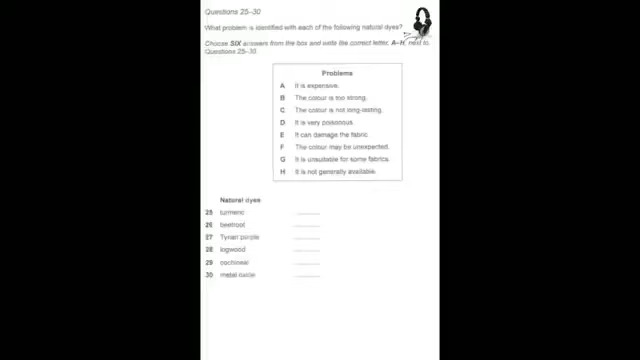 Questions 25-30
What problem is identified with each of the following natural dyes?
Choose SIX answers from the box and write the correct letter, A-H, next to
Questions 25-30.
Problems
A It is expensive.
B The colour is too strong.
C The colour is not long-lasting.
D It is very poisonous.
E It can damage the fabric.
F The colour may be unexpected.
G It is unsuitable for some fabrics.
H It is not generally available.
Natural dyes
25 turmeric
26 beetroot
27 Tyrian purple
28 logwood
29 cochineal
30 metal oxide